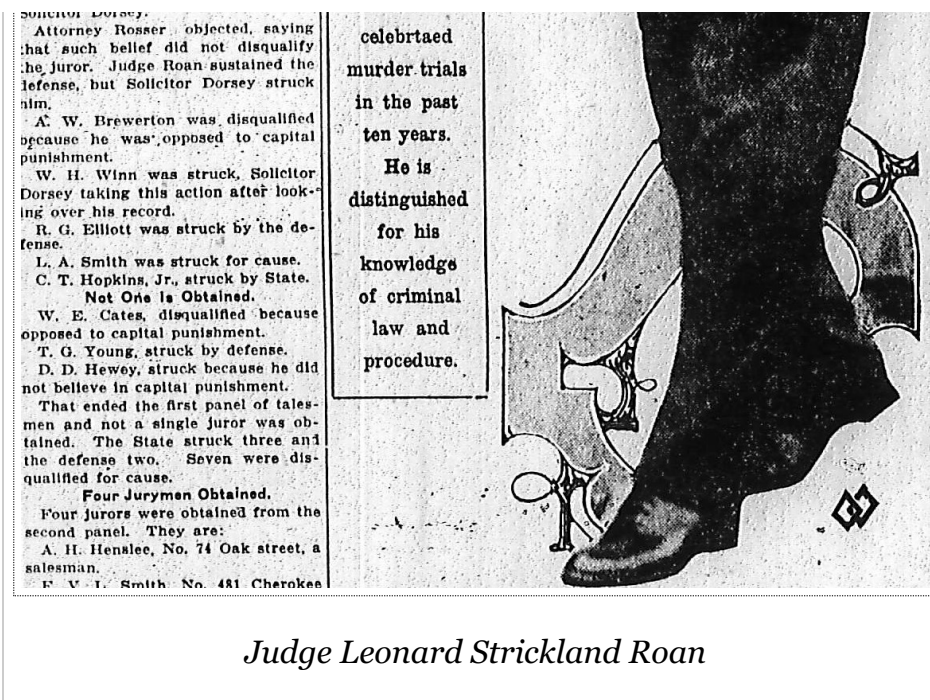 Solicitor Dorsey.
Attorney Rosser objected, saying
that such belief did not disqualify
the juror. Judge Roan sustained the
defense, but Solicitor Dorsey struck
him.
A. W. Brewerton was disqualified
because he was opposed to capital
punishment.
W. H. Winn was struck, Solicitor
Dorsey taking this action after look-
ing over his record.
R. G. Elliott was struck by the de-
fense.
L. A. Smith was struck for cause.
C. T. Hopkins, Jr., struck by State.
Not One Is Obtained.
W. E. Cates, disqualified because
opposed to capital punishment.
T. G. Young, struck by defense.
D. D. Hewey, struck because he did
not believe in capital punishment.
That ended the first panel of tales-
men and not a single juror was ob-
tained. The State struck three and
the defense two. Seven were dis-
qualified for cause.
Four Jurymen Obtained.
Four jurors were obtained from the
second panel. They are:
A. H. Henslee, No. 74 Oak street, a
salesman.
F. V. L. Smith, No. 481 Cherokee
celebrtaed
murder trials
in the past
ten years.
He is
distinguished
for his
knowledge
of criminal
law and
procedure.
Judge Leonard Strickland Roan